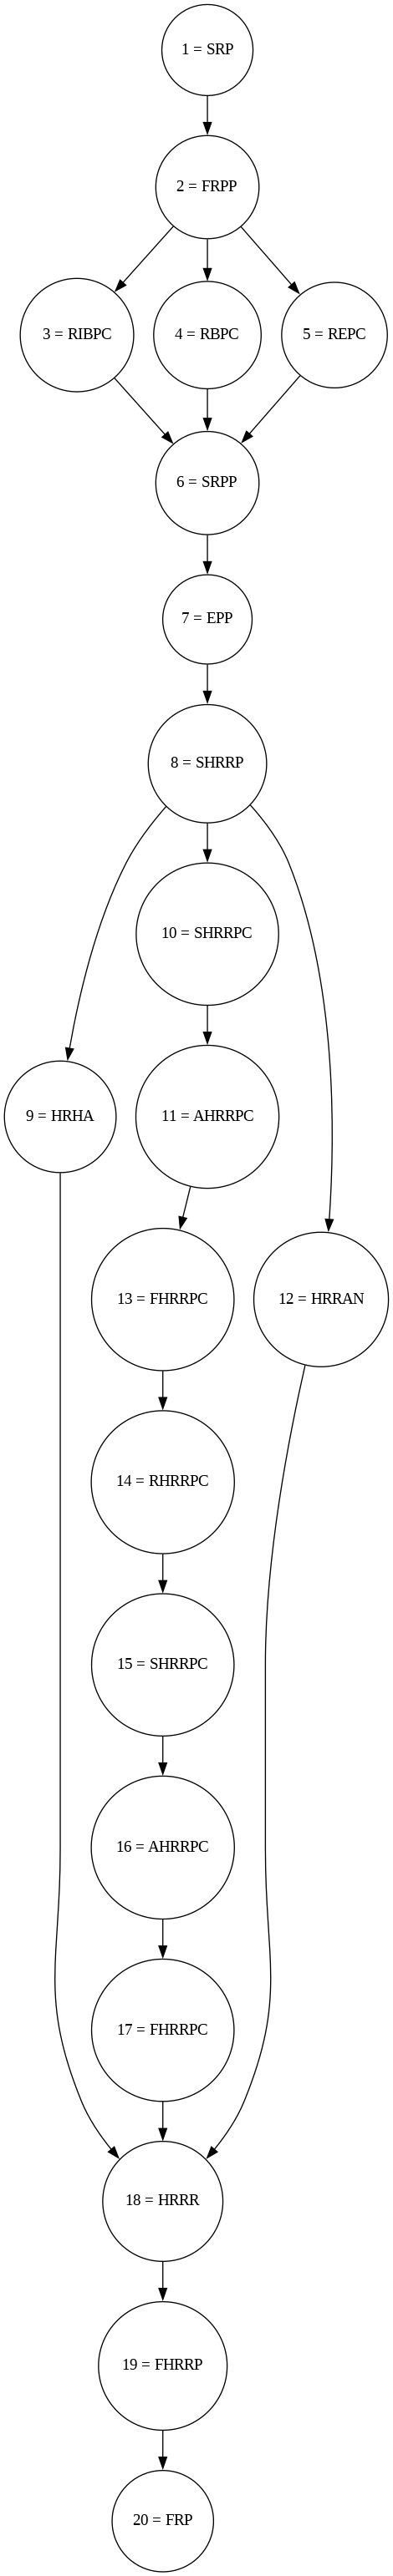 1 = SRP
2 = FRPP
3 = RIBPC
4 = RBPC
5 = REPC
6 = SRPP
7 = EPP
8 = SHRRP
10 = SHRRPC
9 = HRHA
11 = AHRRPC
13 = FHRRPC
12 = HRRAN
14 = RHRRPC
15 = SHRRPC
16 = AHRRPC
17 = FHRRPC
18 = HRRR
19 = FHRRP
20 = FRP